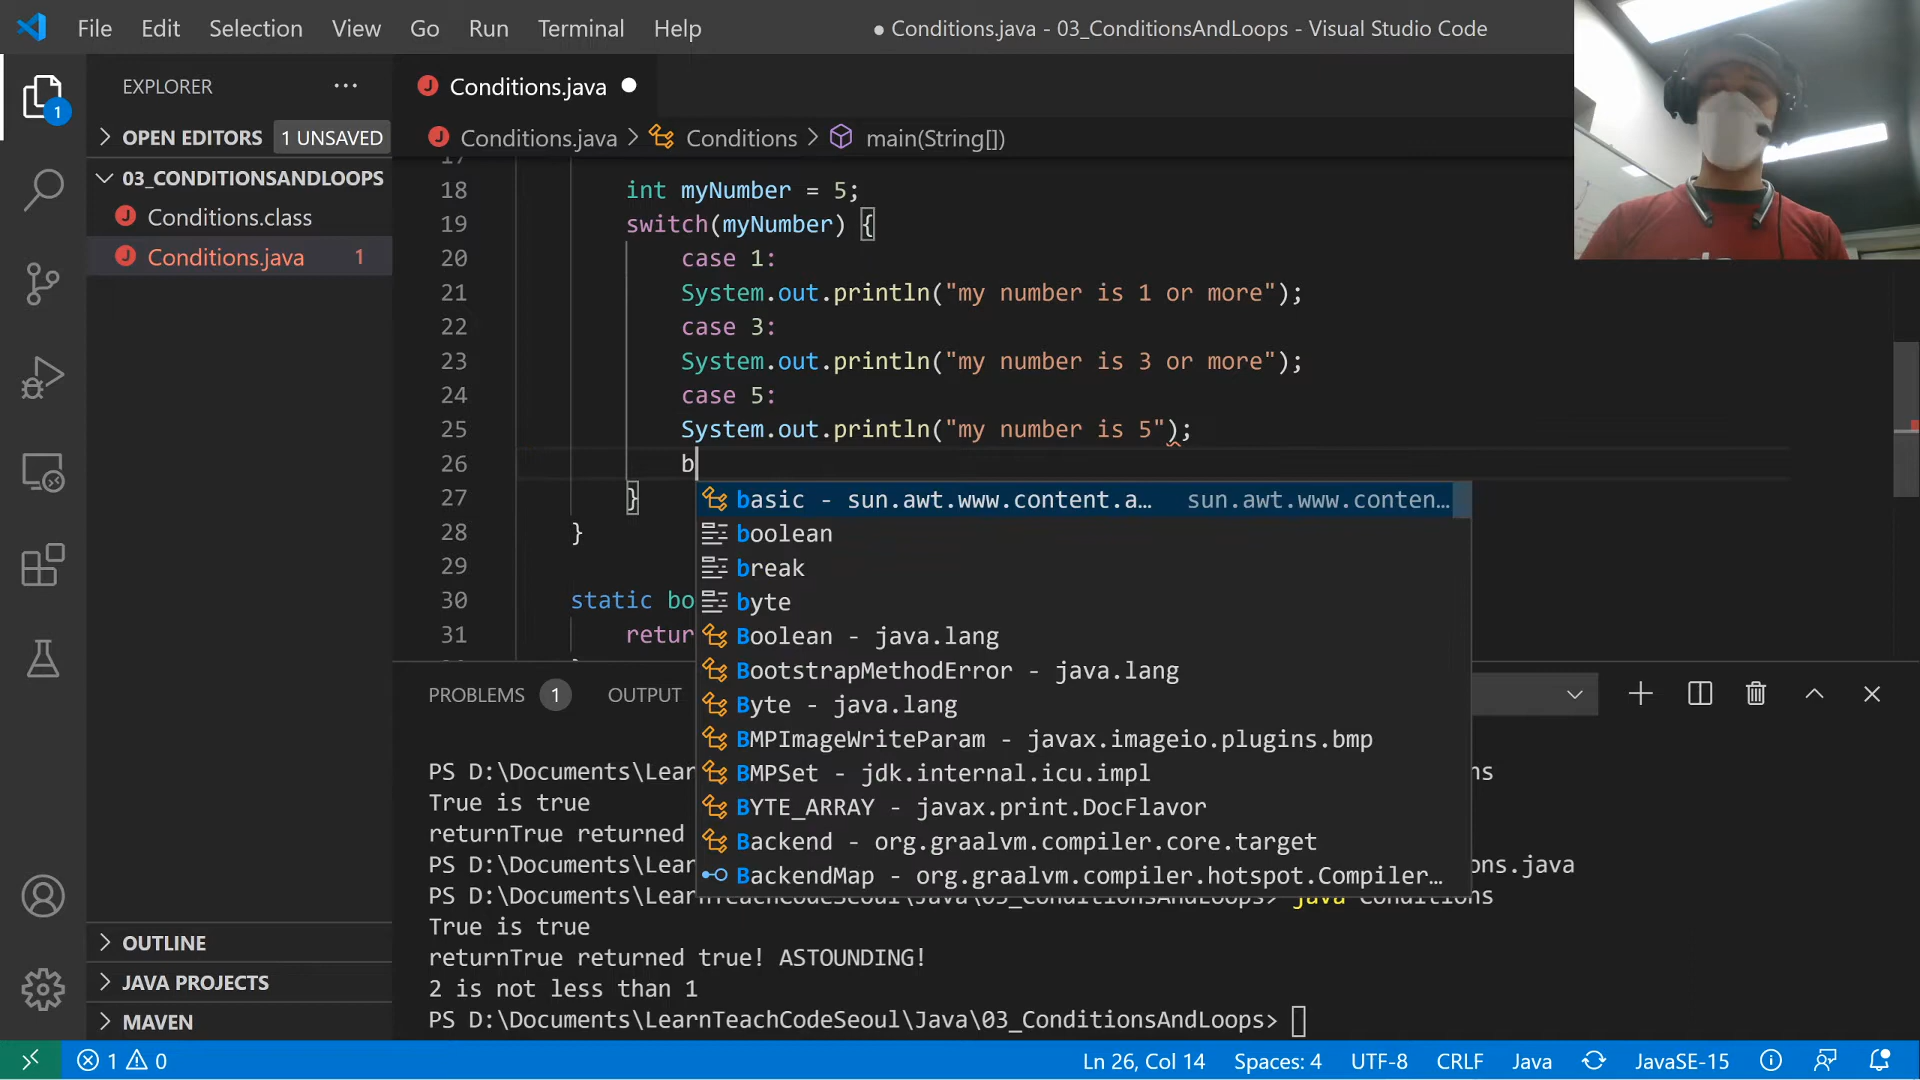 File Edit Selection View Go Run Terminal Help
● Conditions.java - 03_ConditionsAndLoops - Visual Studio Code
EXPLORER ...
OPEN EDITORS 1 UNSAVED
03_CONDITIONSANDLOOPS
Conditions.class
Conditions.java 1
OUTLINE
JAVA PROJECTS
MAVEN
1
Conditions.java
Conditions.java > Conditions > main(String[])
17
18 int myNumber = 5;
19 switch(myNumber) {
20 case 1:
21 System.out.println("my number is 1 or more");
22 case 3:
23 System.out.println("my number is 3 or more");
24 case 5:
25 System.out.println("my number is 5");
26 b
27 }
28 }
29
30 static bo
31 retur
basic - sun.awt.www.content.a... sun.awt.www.conten...
boolean
break
byte
Boolean - java.lang
BootstrapMethodError - java.lang
Byte - java.lang
BMPImageWriteParam - javax.imageio.plugins.bmp
BMPSet - jdk.internal.icu.impl
BYTE_ARRAY - javax.print.DocFlavor
Backend - org.graalvm.compiler.core.target
BackendMap - org.graalvm.compiler.hotspot.Compiler...
PROBLEMS 1 OUTPUT
PS D:\Documents\Lear ns
True is true
returnTrue returned
PS D:\Documents\Lear ons.java
PS D:\Documents\LearnTeachCodeSeoul\Java\03_ConditionsAndLoops> java Conditions
True is true
returnTrue returned true! ASTOUNDING!
2 is not less than 1
PS D:\Documents\LearnTeachCodeSeoul\Java\03_ConditionsAndLoops>
1 0 Ln 26, Col 14 Spaces: 4 UTF-8 CRLF Java JavaSE-15